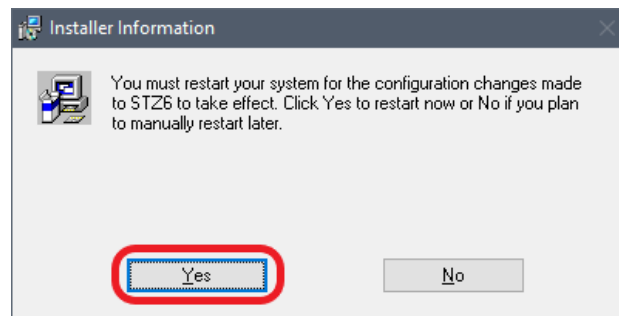 Installer Information
You must restart your system for the configuration changes made
to STZ6 to take effect. Click Yes to restart now or No if you plan
to manually restart later.
Yes
No